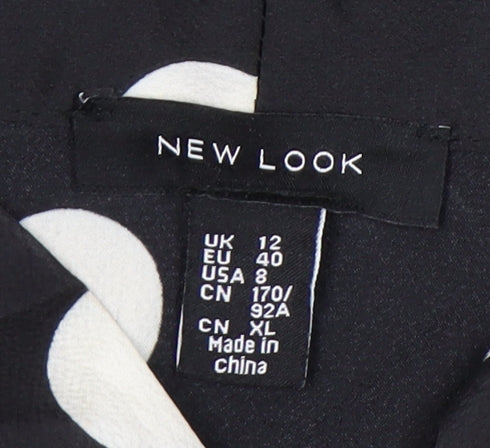 NEW LOOK
UK 12
EU 40
USA 8
CN 170/
92A
CN XL
Made in
China